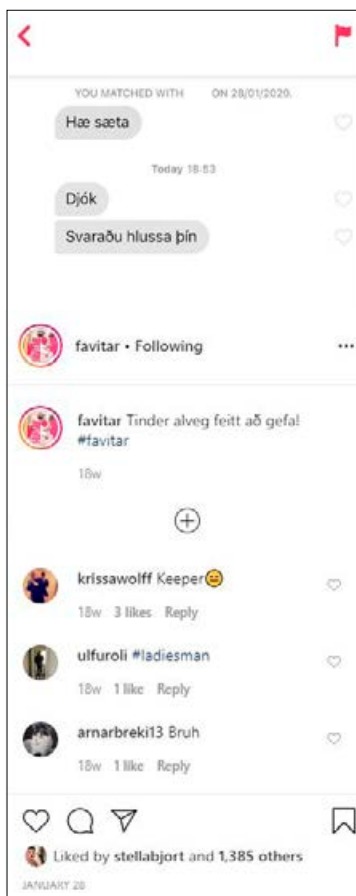 YOU MATCHED WITH ON 28/01/2020.
Hæ sæta
Today 18:53
Djók
Svaraðu hlussa þín
favitar • Following
favitar Tinder alveg feitt að gefa!
#favitar
18w
krissawolff Keeper😑
18w 3 likes Reply
ulfuroli #ladiesman
18w 1 like Reply
arnarbreki13 Bruh
18w 1 like Reply
Liked by stellabjort and 1,385 others
JANUARY 28